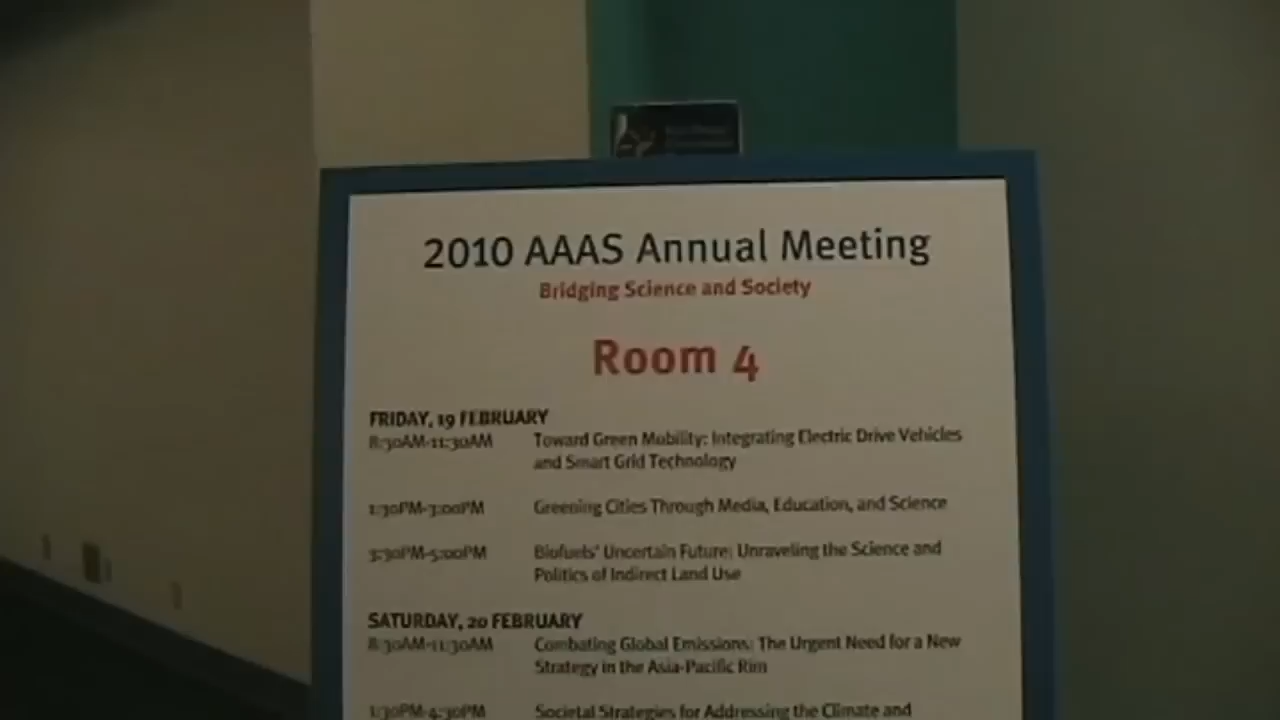 2010 AAAS Annual Meeting
Bridging Science and Society
Room 4
FRIDAY, 19 FEBRUARY
8:30AM-11:30AM Toward Green Mobility: Integrating Electric Drive Vehicles
and Smart Grid Technology
1:30PM-3:00PM Greening Cities Through Media, Education, and Science
3:30PM-5:00PM Biofuels' Uncertain Future: Unraveling the Science and
Politics of Indirect Land Use
SATURDAY, 20 FEBRUARY
8:30AM-11:30AM Combating Global Emissions: The Urgent Need for a New
Strategy in the Asia-Pacific Rim
1:30PM-4:30PM Societal Strategies for Addressing the Climate and